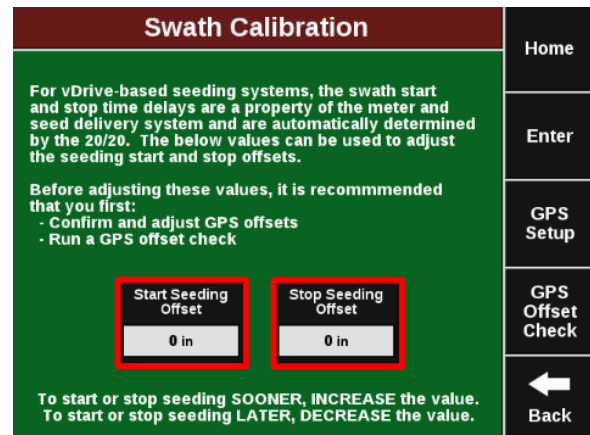 Swath Calibration
For vDrive-based seeding systems, the swath start
and stop time delays are a property of the meter and
seed delivery system and are automatically determined
by the 20/20. The below values can be used to adjust
the seeding start and stop offsets.
Before adjusting these values, it is recommmended
that you first:
- Confirm and adjust GPS offsets
- Run a GPS offset check
Start Seeding
Offset
0 in
Stop Seeding
Offset
0 in
To start or stop seeding SOONER, INCREASE the value.
To start or stop seeding LATER, DECREASE the value.
Home
Enter
GPS
Setup
GPS
Offset
Check
Back